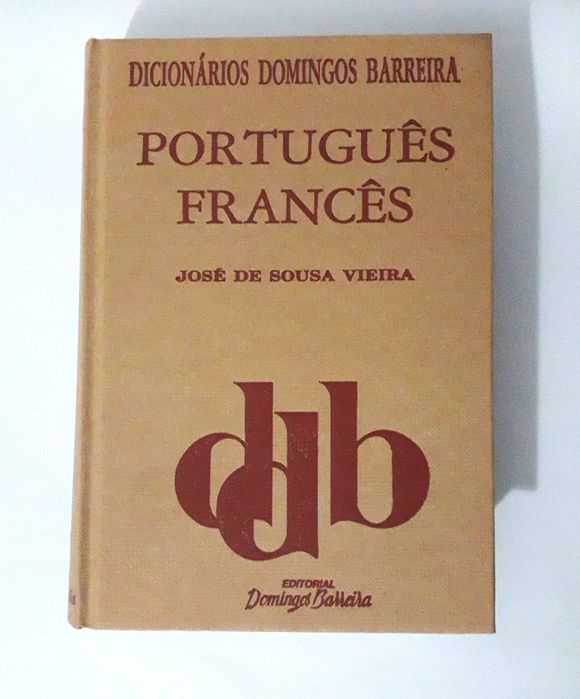 DICIONÁRIOS DOMINGOS BARREIRA
PORTUGUÊS
FRANCÊS
JOSÉ DE SOUSA VIEIRA
ddb
EDITORIAL
Domingos Barreira